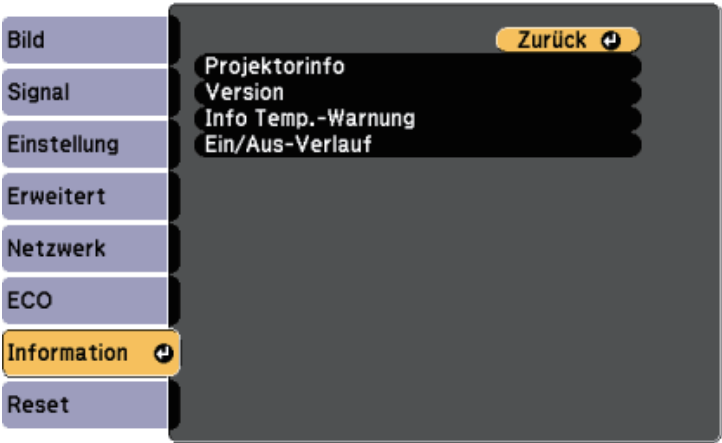 Bild
Signal
Einstellung
Erweitert
Netzwerk
ECO
Information
Reset
Zurück
Projektorinfo
Version
Info Temp.-Warnung
Ein/Aus-Verlauf